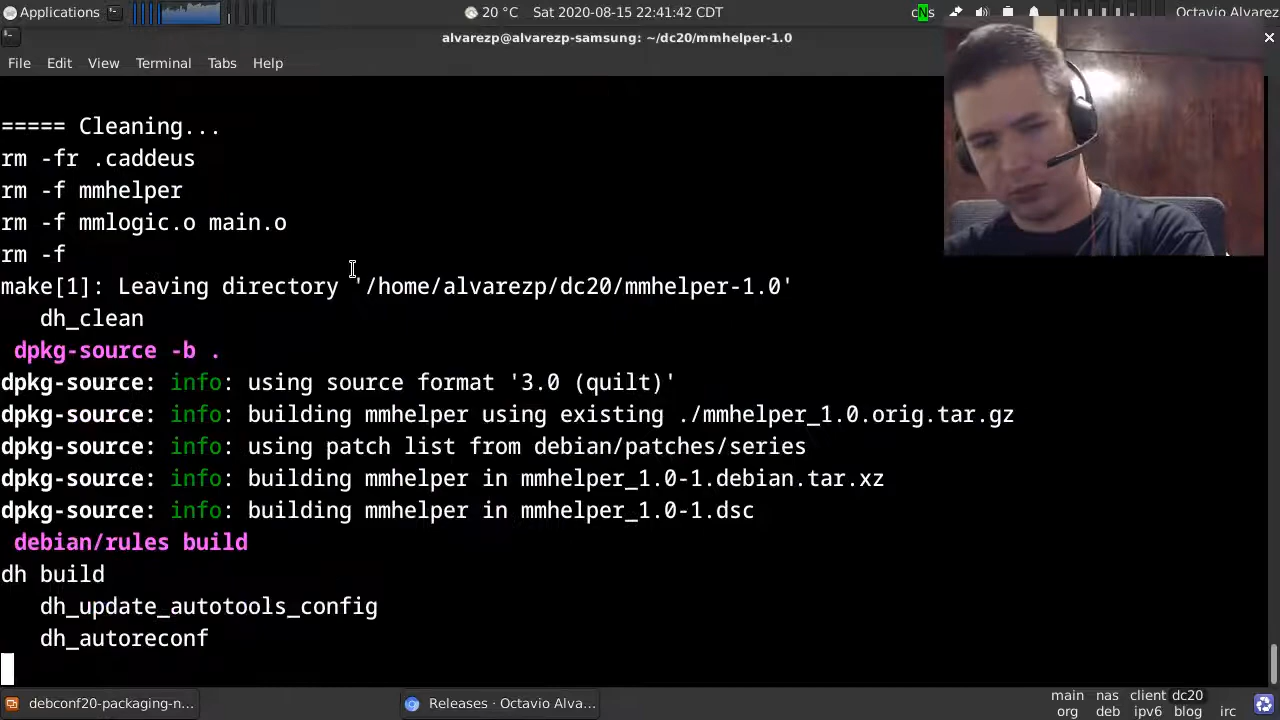 Applications
20 °C Sat 2020-08-15 22:41:42 CDT
Octavio Alvarez
alvarezp@alvarezp-samsung: ~/dc20/mmhelper-1.0
File Edit View Terminal Tabs Help
===== Cleaning...
rm -fr .caddeus
rm -f mmhelper
rm -f mmlogic.o main.o
rm -f
make[1]: Leaving directory '/home/alvarezp/dc20/mmhelper-1.0'
dh_clean
dpkg-source -b .
dpkg-source: info: using source format '3.0 (quilt)'
dpkg-source: info: building mmhelper using existing ./mmhelper_1.0.orig.tar.gz
dpkg-source: info: using patch list from debian/patches/series
dpkg-source: info: building mmhelper in mmhelper_1.0-1.debian.tar.xz
dpkg-source: info: building mmhelper in mmhelper_1.0-1.dsc
debian/rules build
dh build
dh_update_autotools_config
dh_autoreconf
debconf20-packaging-n... Releases · Octavio Alva...
main nas client dc20
org deb ipv6 blog irc